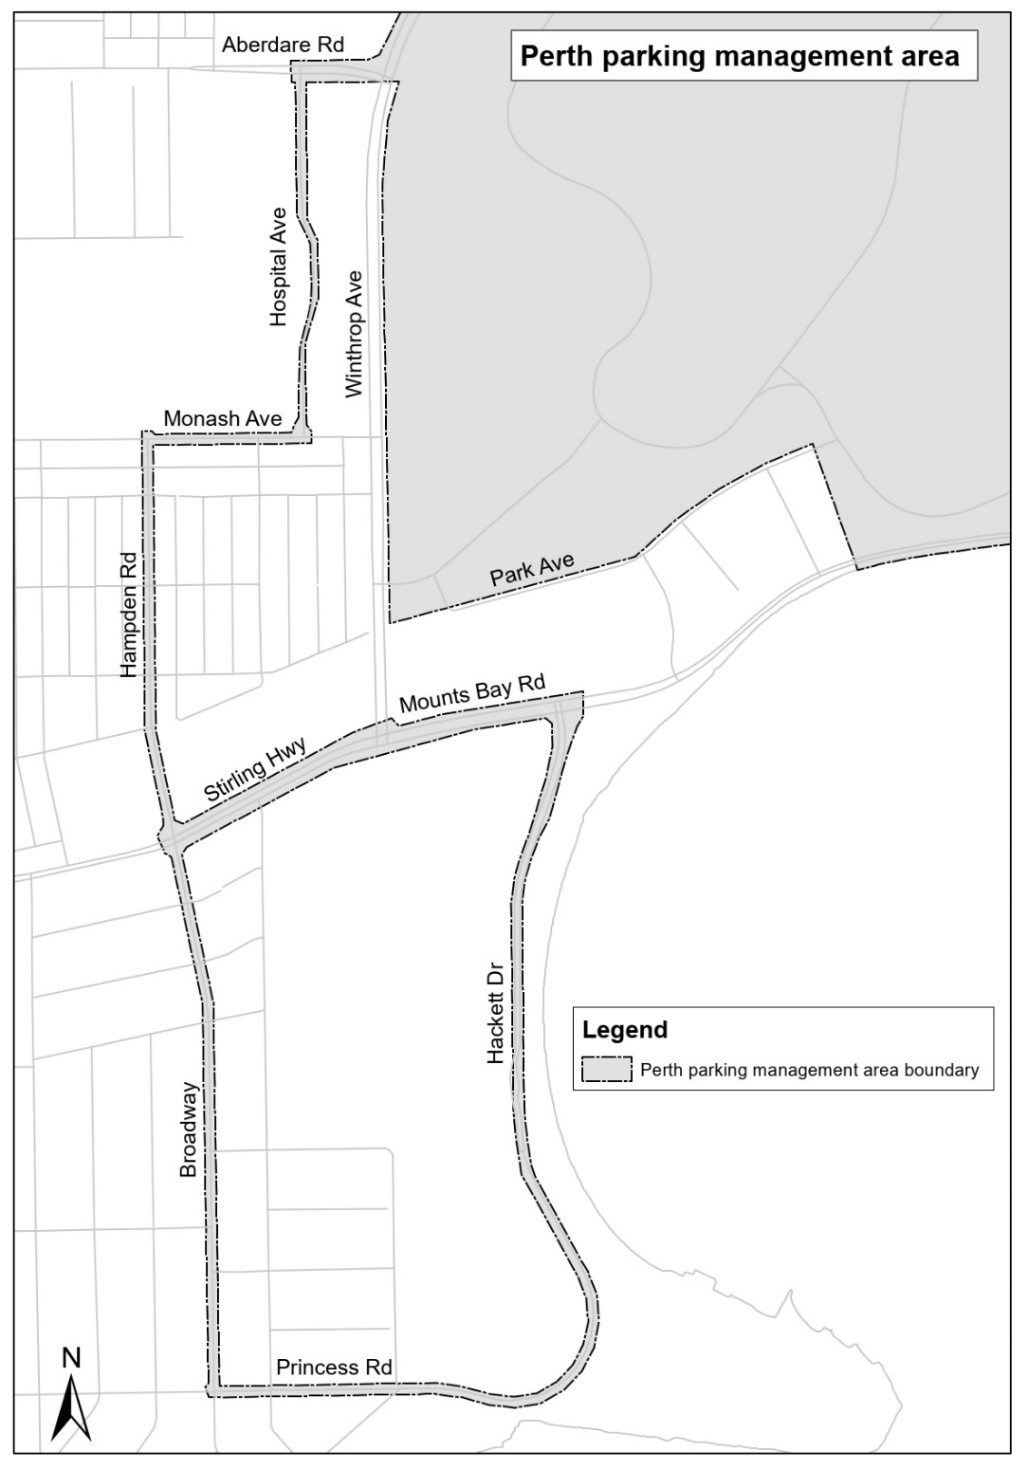 Aberdare Rd
Perth parking management area
Hospital Ave
Winthrop Ave
Monash Ave
Hampden Rd
Park Ave
Mounts Bay Rd
Stirling Hwy
Hackett Dr
Legend
Perth parking management area boundary
Broadway
N
Princess Rd